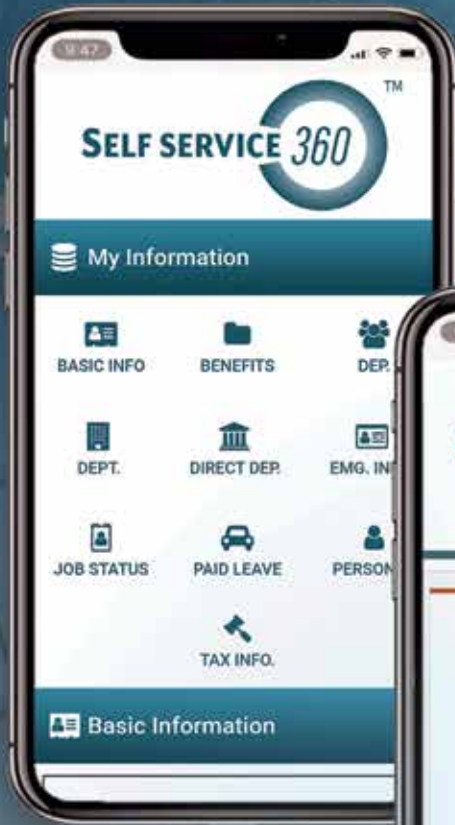 9:47
TM
SELF SERVICE 360
My Information
BASIC INFO
BENEFITS
DEP.
DEPT.
DIRECT DEP.
EMG. IN
JOB STATUS
PAID LEAVE
PERSON
TAX INFO.
Basic Information